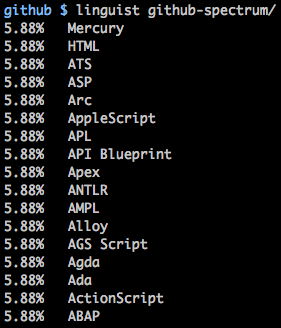 github $ linguist github-spectrum/
5.88% Mercury
5.88% HTML
5.88% ATS
5.88% ASP
5.88% Arc
5.88% AppleScript
5.88% APL
5.88% API Blueprint
5.88% Apex
5.88% ANTLR
5.88% AMPL
5.88% Alloy
5.88% AGS Script
5.88% Agda
5.88% Ada
5.88% ActionScript
5.88% ABAP